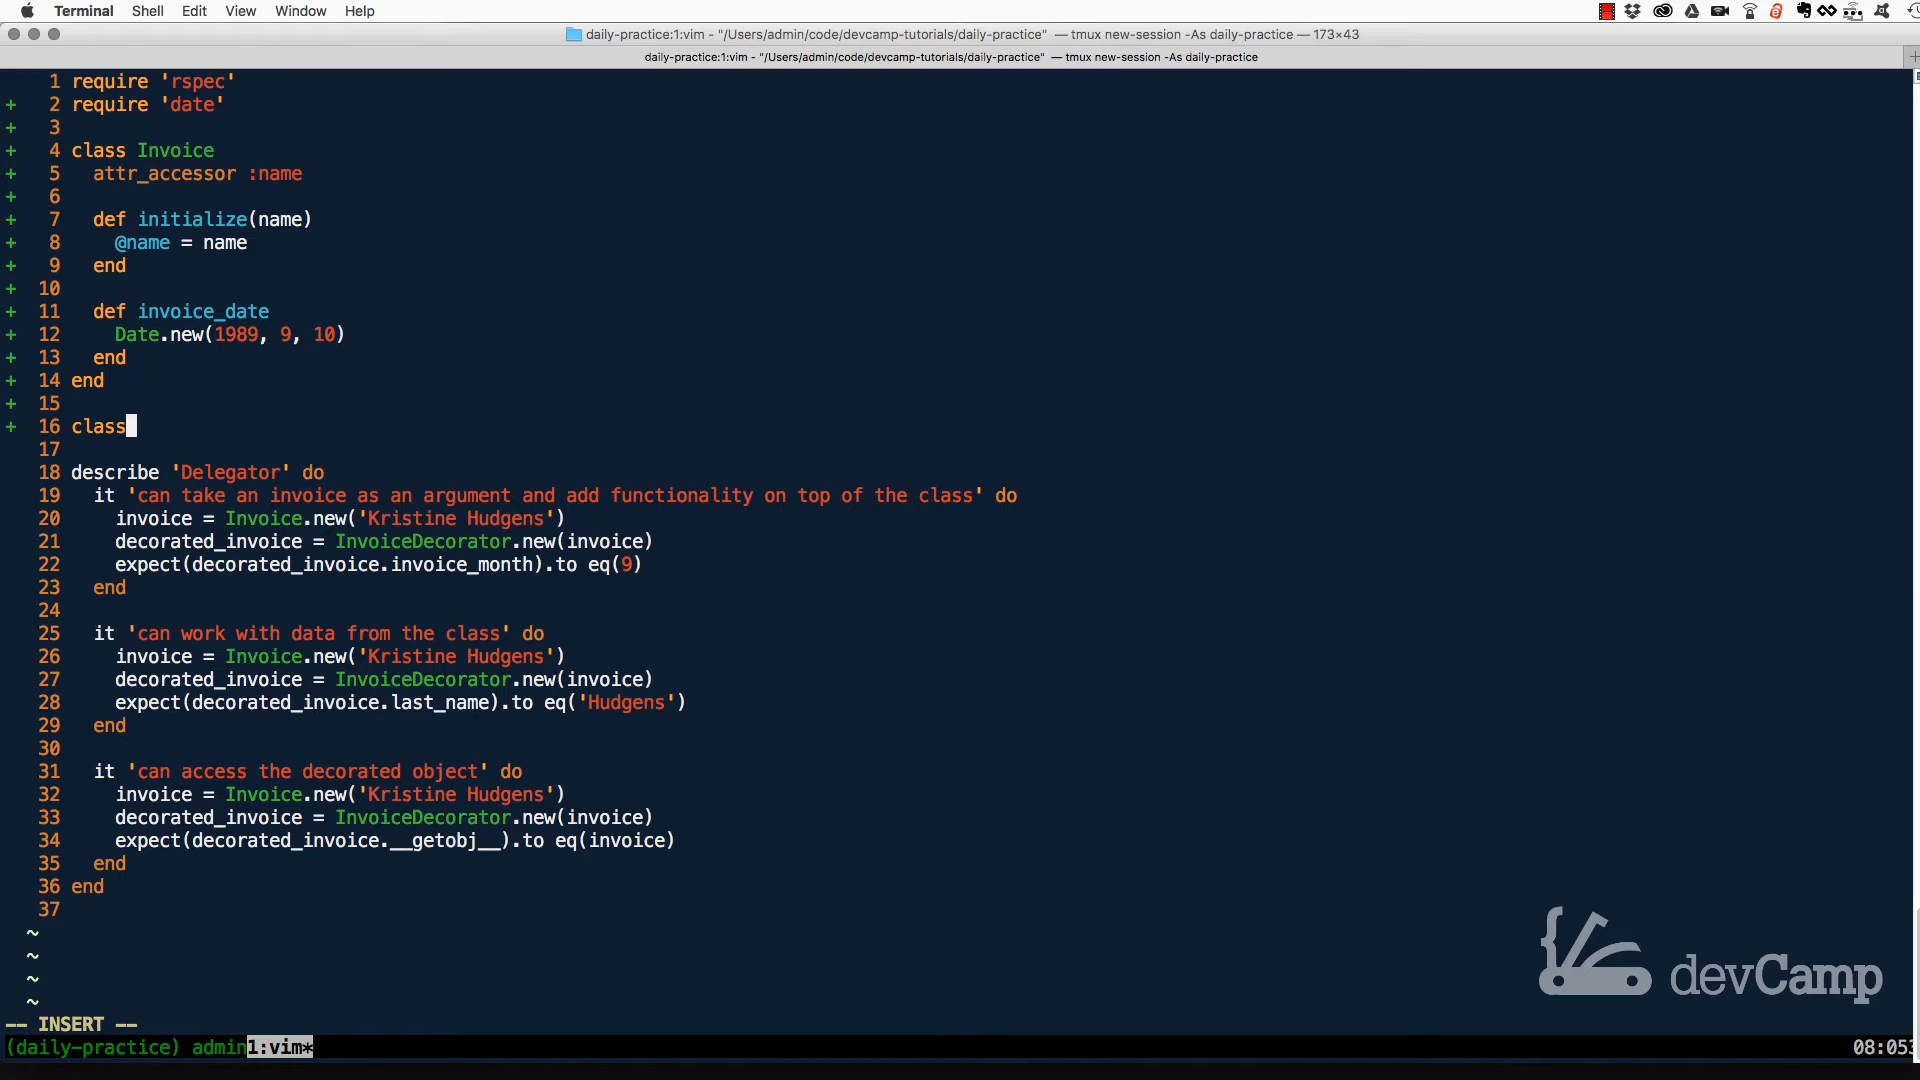 Terminal Shell Edit View Window Help
daily-practice:1:vim - "/Users/admin/code/devcamp-tutorials/daily-practice" — tmux new-session -As daily-practice — 173×43
daily-practice:1:vim - "/Users/admin/code/devcamp-tutorials/daily-practice" — tmux new-session -As daily-practice
1 require 'rspec'
+ 2 require 'date'
+ 3
+ 4 class Invoice
+ 5   attr_accessor :name
+ 6
+ 7   def initialize(name)
+ 8     @name = name
+ 9   end
+ 10
+ 11   def invoice_date
+ 12     Date.new(1989, 9, 10)
+ 13   end
+ 14 end
+ 15
+ 16 class
17
18 describe 'Delegator' do
19   it 'can take an invoice as an argument and add functionality on top of the class' do
20     invoice = Invoice.new('Kristine Hudgens')
21     decorated_invoice = InvoiceDecorator.new(invoice)
22     expect(decorated_invoice.invoice_month).to eq(9)
23   end
24
25   it 'can work with data from the class' do
26     invoice = Invoice.new('Kristine Hudgens')
27     decorated_invoice = InvoiceDecorator.new(invoice)
28     expect(decorated_invoice.last_name).to eq('Hudgens')
29   end
30
31   it 'can access the decorated object' do
32     invoice = Invoice.new('Kristine Hudgens')
33     decorated_invoice = InvoiceDecorator.new(invoice)
34     expect(decorated_invoice.__getobj__).to eq(invoice)
35   end
36 end
37
~
~
~
~
devCamp
-- INSERT --
(daily-practice) admin1:vim* 08:053